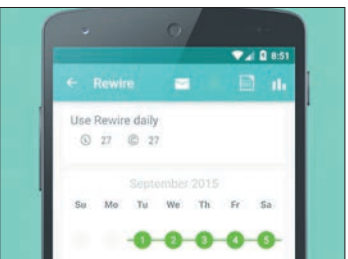 8:51
Rewire
Use Rewire daily
27 27
September 2015
Su Mo Tu We Th Fr Sa
1 2 3 4 5